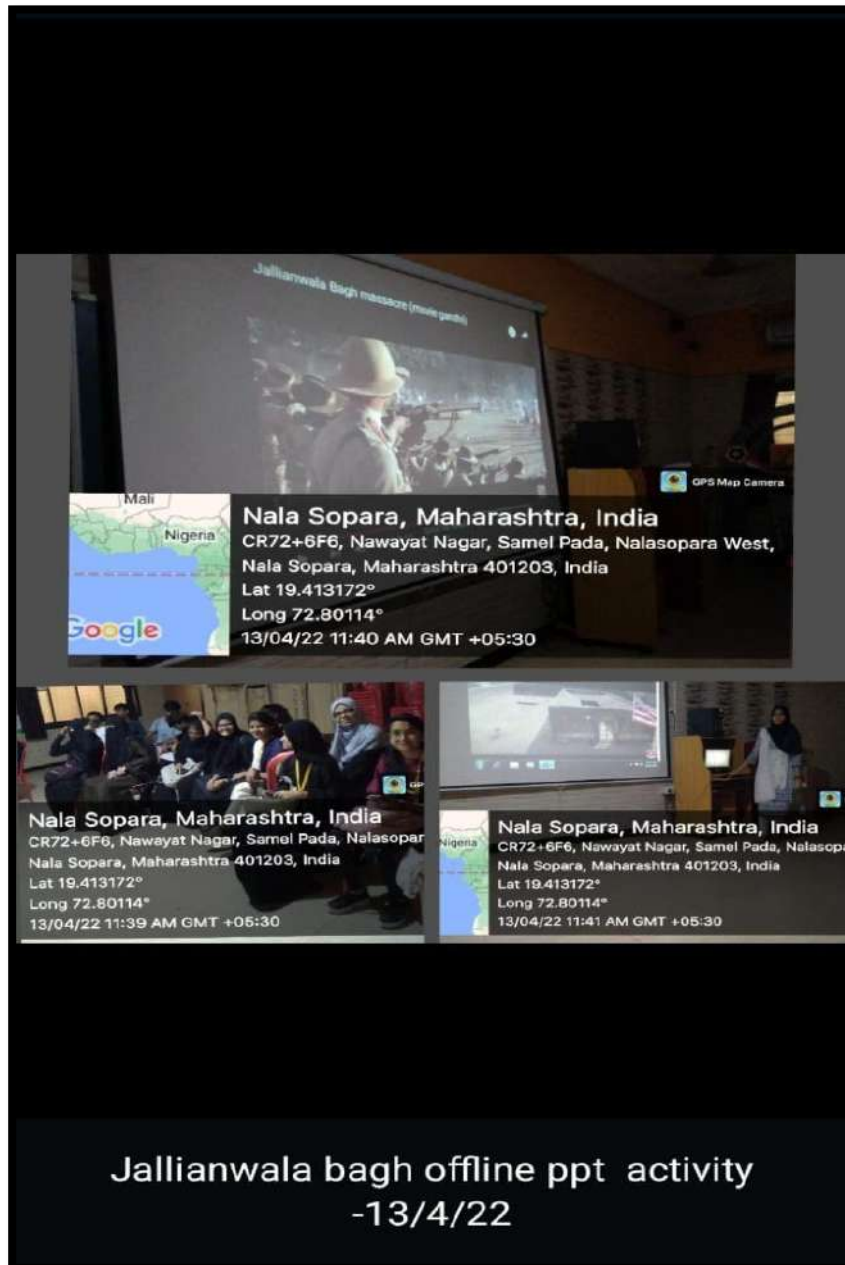 Jallianwala Bagh massacre (movie gandhi)
GPS Map Camera
Mali
Nigeria
Google
Nala Sopara, Maharashtra, India
CR72+6F6, Nawayat Nagar, Samel Pada, Nalasopara West,
Nala Sopara, Maharashtra 401203, India
Lat 19.413172°
Long 72.80114°
13/04/22 11:40 AM GMT +05:30
GP
Nala Sopara, Maharashtra, India
CR72+6F6, Nawayat Nagar, Samel Pada, Nalasopar
Nala Sopara, Maharashtra 401203, India
Lat 19.413172°
Long 72.80114°
13/04/22 11:39 AM GMT +05:30
Nigeria
Nala Sopara, Maharashtra, India
CR72+6F6, Nawayat Nagar, Samel Pada, Nalasopa
Nala Sopara, Maharashtra 401203, India
Lat 19.413172°
Long 72.80114°
13/04/22 11:41 AM GMT +05:30
Jallianwala bagh offline ppt activity
-13/4/22